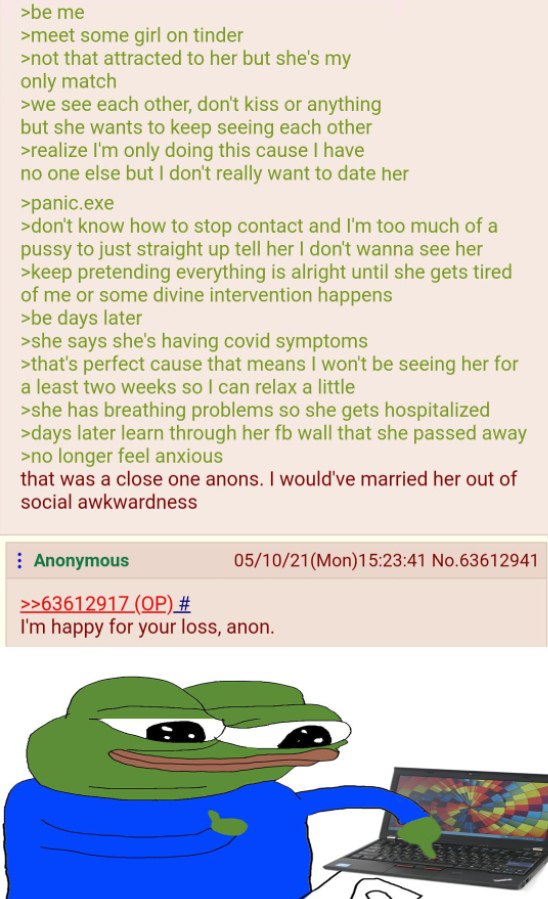 >be me
>meet some girl on tinder
>not that attracted to her but she's my
only match
>we see each other, don't kiss or anything
but she wants to keep seeing each other
>realize I'm only doing this cause I have
no one else but I don't really want to date her
>panic.exe
>don't know how to stop contact and I'm too much of a
pussy to just straight up tell her I don't wanna see her
>keep pretending everything is alright until she gets tired
of me or some divine intervention happens
>be days later
>she says she's having covid symptoms
>that's perfect cause that means I won't be seeing her for
a least two weeks so I can relax a little
>she has breathing problems so she gets hospitalized
>days later learn through her fb wall that she passed away
>no longer feel anxious
that was a close one anons. I would've married her out of
social awkwardness
Anonymous 05/10/21(Mon)15:23:41 No.63612941
>>63612917 (OP) #
I'm happy for your loss, anon.